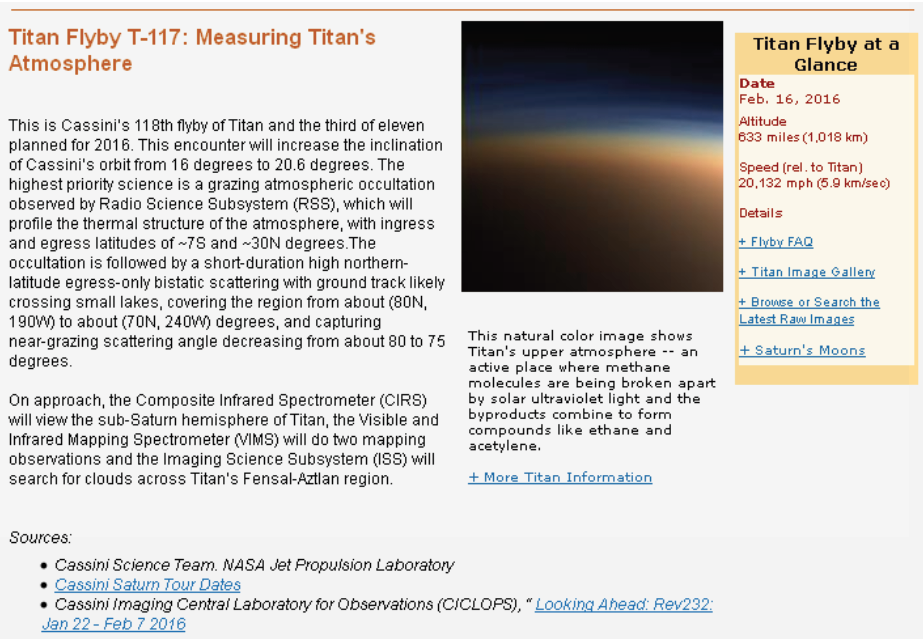 Titan Flyby T-117: Measuring Titan's
Atmosphere
This is Cassini's 118th flyby of Titan and the third of eleven
planned for 2016. This encounter will increase the inclination
of Cassini's orbit from 16 degrees to 20.6 degrees. The
highest priority science is a grazing atmospheric occultation
observed by Radio Science Subsystem (RSS), which will
profile the thermal structure of the atmosphere, with ingress
and egress latitudes of ~7S and ~30N degrees.The
occultation is followed by a short-duration high northern-
latitude egress-only bistatic scattering with ground track likely
crossing small lakes, covering the region from about (80N,
190W) to about (70N, 240W) degrees, and capturing
near-grazing scattering angle decreasing from about 80 to 75
degrees.
On approach, the Composite Infrared Spectrometer (CIRS)
will view the sub-Saturn hemisphere of Titan, the Visible and
Infrared Mapping Spectrometer (VIMS) will do two mapping
observations and the Imaging Science Subsystem (ISS) will
search for clouds across Titan's Fensal-Aztlan region.
This natural color image shows
Titan's upper atmosphere -- an
active place where methane
molecules are being broken apart
by solar ultraviolet light and the
byproducts combine to form
compounds like ethane and
acetylene.
+ More Titan Information
Titan Flyby at a
Glance
Date
Feb. 16, 2016
Altitude
633 miles (1,018 km)
Speed (rel. to Titan)
20,132 mph (5.9 km/sec)
Details
+ Flyby FAQ
+ Titan Image Gallery
+ Browse or Search the
Latest Raw Images
+ Saturn's Moons
Sources:
• Cassini Science Team. NASA Jet Propulsion Laboratory
• Cassini Saturn Tour Dates
• Cassini Imaging Central Laboratory for Observations (CICLOPS), “ Looking Ahead: Rev232:
Jan 22 - Feb 7 2016